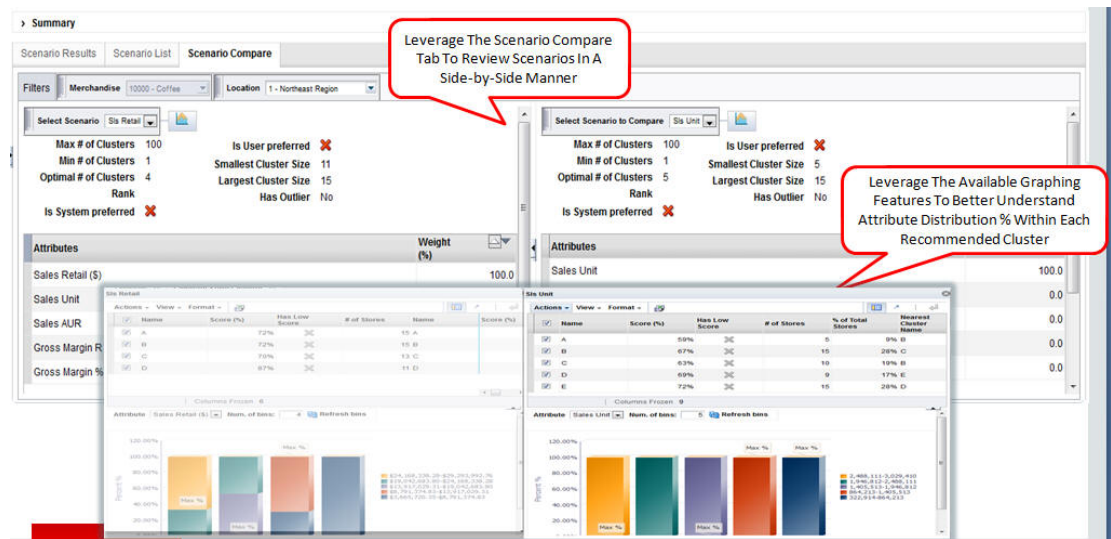 › Summary
Scenario Results Scenario List Scenario Compare
Leverage The Scenario Compare
Tab To Review Scenarios In A
Side-by-Side Manner
Filters Merchandise 10000 - Coffee Location 1 - Northeast Region
Select Scenario Sls Retail
Max # of Clusters 100 Is User preferred
Min # of Clusters 1 Smallest Cluster Size 11
Optimal # of Clusters 4 Largest Cluster Size 15
Rank Has Outlier No
Is System preferred
Attributes Weight
(%)
Sales Retail ($) 100.0
Sales Unit
Sales AUR
Gross Margin R
Gross Margin %
Select Scenario to Compare Sls Unit
Max # of Clusters 100 Is User preferred
Min # of Clusters 1 Smallest Cluster Size 5
Optimal # of Clusters 5 Largest Cluster Size 15
Rank Has Outlier No
Is System preferred
Leverage The Available Graphing
Features To Better Understand
Attribute Distribution % Within Each
Recommended Cluster
Attributes
Sales Unit 100.0
0.0
0.0
0.0
0.0
Sls Retail
Actions View Format
Name Score (%) Has Low
Score # of Stores Name Score (%)
A 72% 15 A
B 72% 15 B
C 70% 13 C
D 67% 11 D
Columns Frozen 6
Attribute Sales Retail ($) Num. of bins: 4 Refresh bins
120.00%
100.00%
80.00%
60.00%
40.00%
20.00%
Percent %
Max %
Max %
Max %
Sls Unit
Actions View Format
Name Score (%) Has Low
Score # of Stores % of Total
Stores Nearest
Cluster
Name
A 59% 5 9% B
B 67% 15 28% C
C 63% 10 19% B
D 69% 9 17% E
E 72% 15 28% D
Columns Frozen 9
Attribute Sales Unit Num. of bins: 5 Refresh bins
120.00%
100.00%
80.00%
60.00%
40.00%
20.00%
Percent %
Max % Max %
Max % Max %
2,488,111-3,029,410
1,946,812-2,488,111
1,405,513-1,946,812
864,213-1,405,513
322,914-864,213